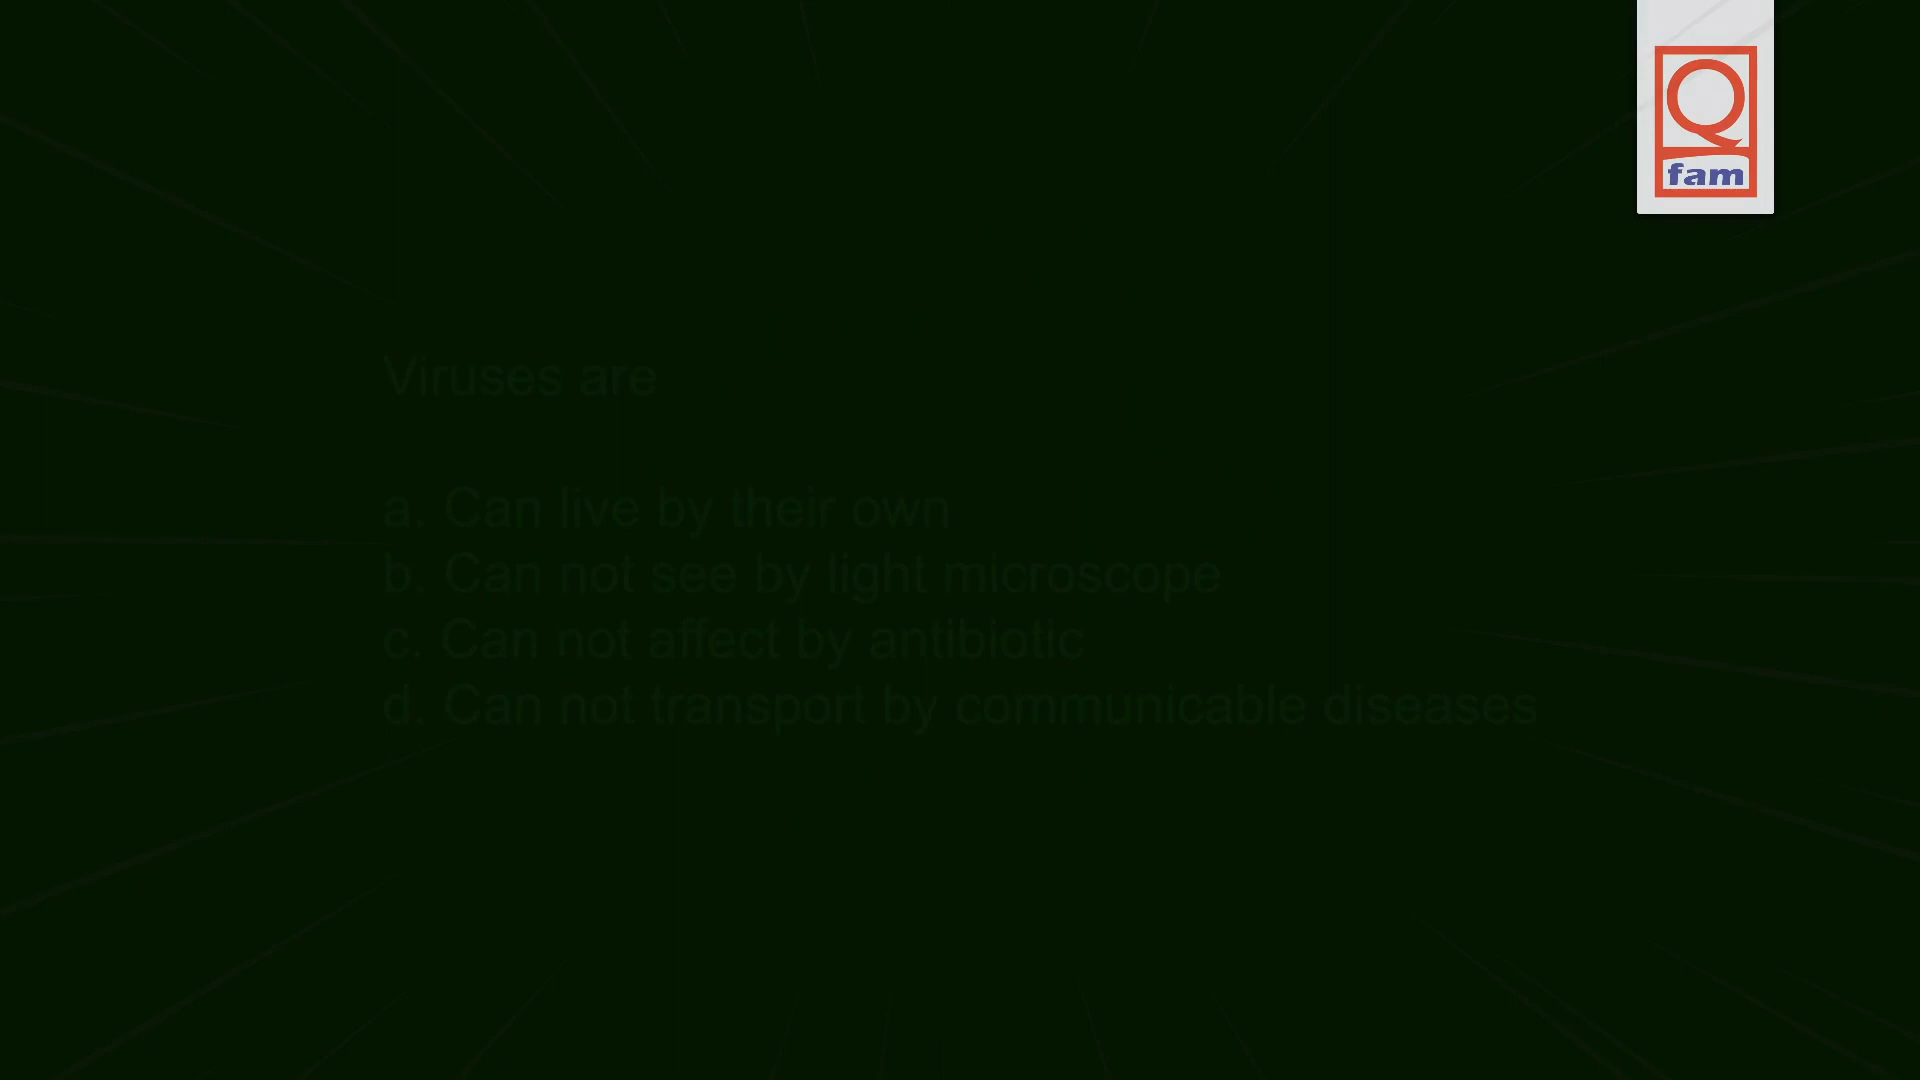 Q
fam
Viruses are
a. Can live by their own
b. Can not see by light microscope
c. Can not affect by antibiotic
d. Can not transport by communicable diseases